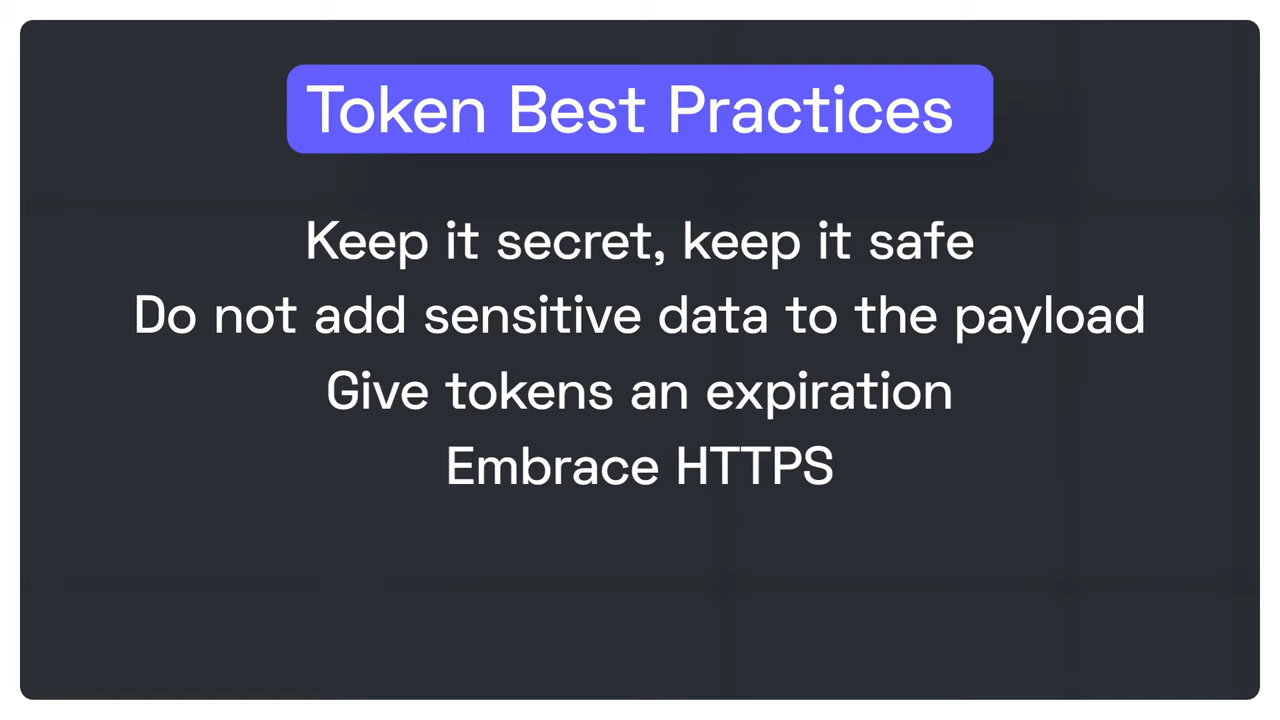 Token Best Practices
Keep it secret, keep it safe
Do not add sensitive data to the payload
Give tokens an expiration
Embrace HTTPS